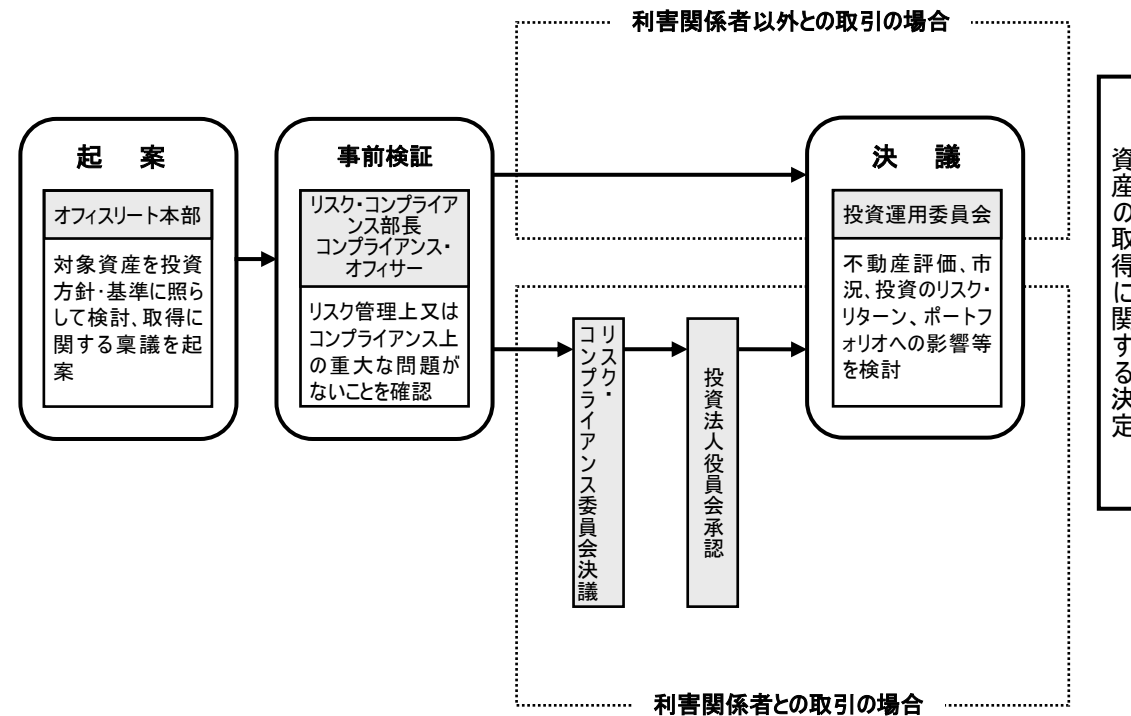 利害関係者以外との取引の場合
起 案
オフィスリート本部
対象資産を投資
方針・基準に照ら
して検討、取得に
関する稟議を起
案
事前検証
リスク・コンプライア
ンス部長
コンプライアンス・
オフィサー
リスク管理上又は
コンプライアンス上
の重大な問題が
ないことを確認
リスク・
コンプライアンス委員会決議
投資法人役員会承認
決 議
投資運用委員会
不動産評価、市
況、投資のリスク・
リターン、ポートフ
ォリオへの影響等
を検討
資産の取得に関する決定
利害関係者との取引の場合